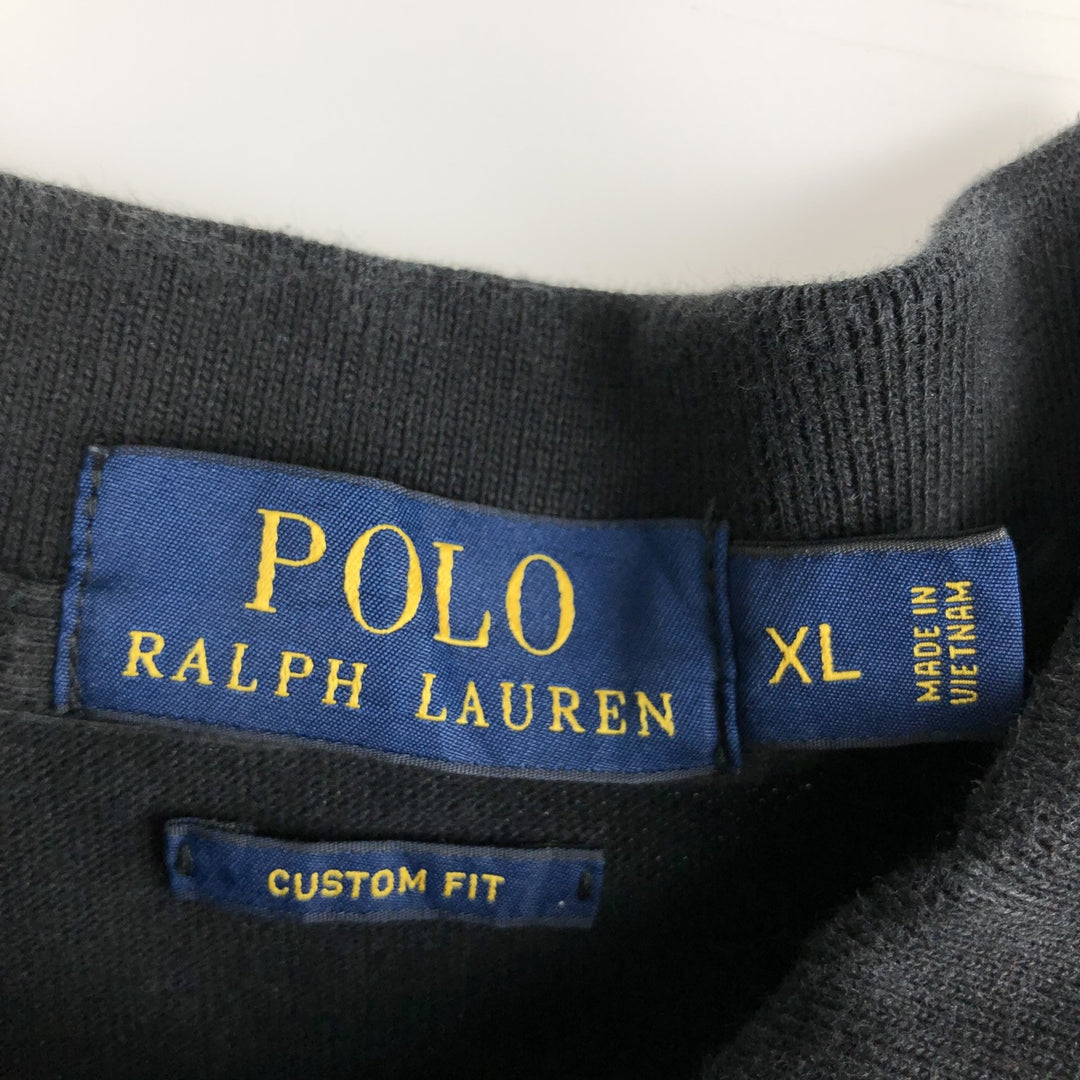 POLO
RALPH LAUREN
XL
MADE IN
VIETNAM
CUSTOM FIT